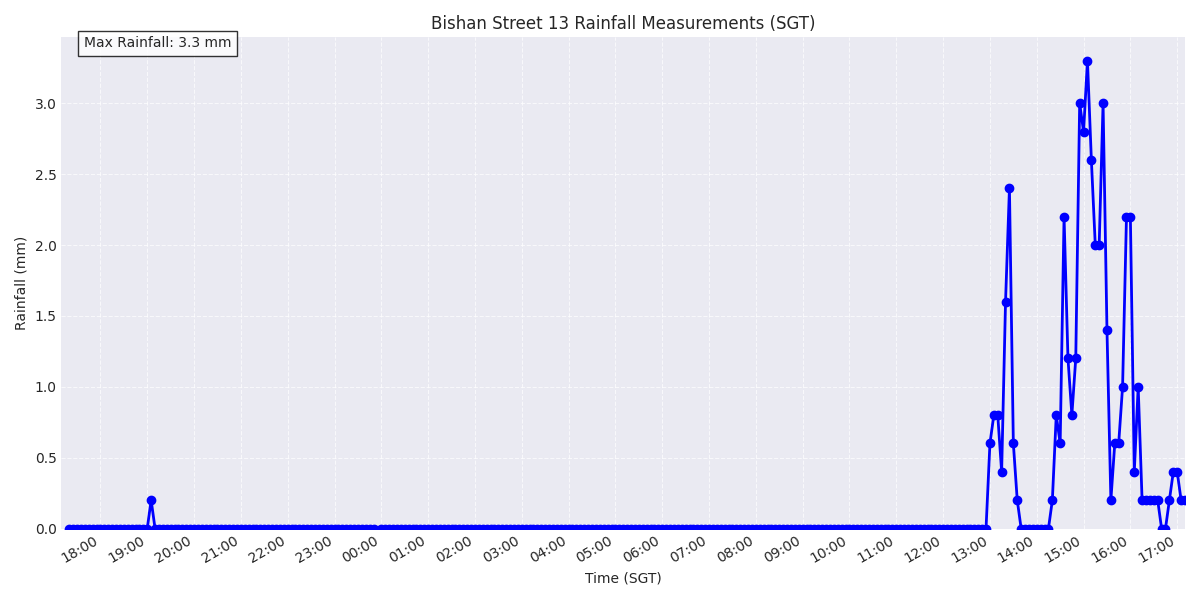 Bishan Street 13 Rainfall Measurements (SGT)
Max Rainfall: 3.3 mm
Rainfall (mm)
3.0
2.5
2.0
1.5
1.0
0.5
0.0
18:00 19:00 20:00 21:00 22:00 23:00 00:00 01:00 02:00 03:00 04:00 05:00 06:00 07:00 08:00 09:00 10:00 11:00 12:00 13:00 14:00 15:00 16:00 17:00
Time (SGT)